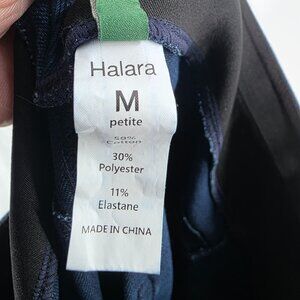 Halara
M
petite
59%
Cotton
30%
Polyester
11%
Elastane
MADE IN CHINA